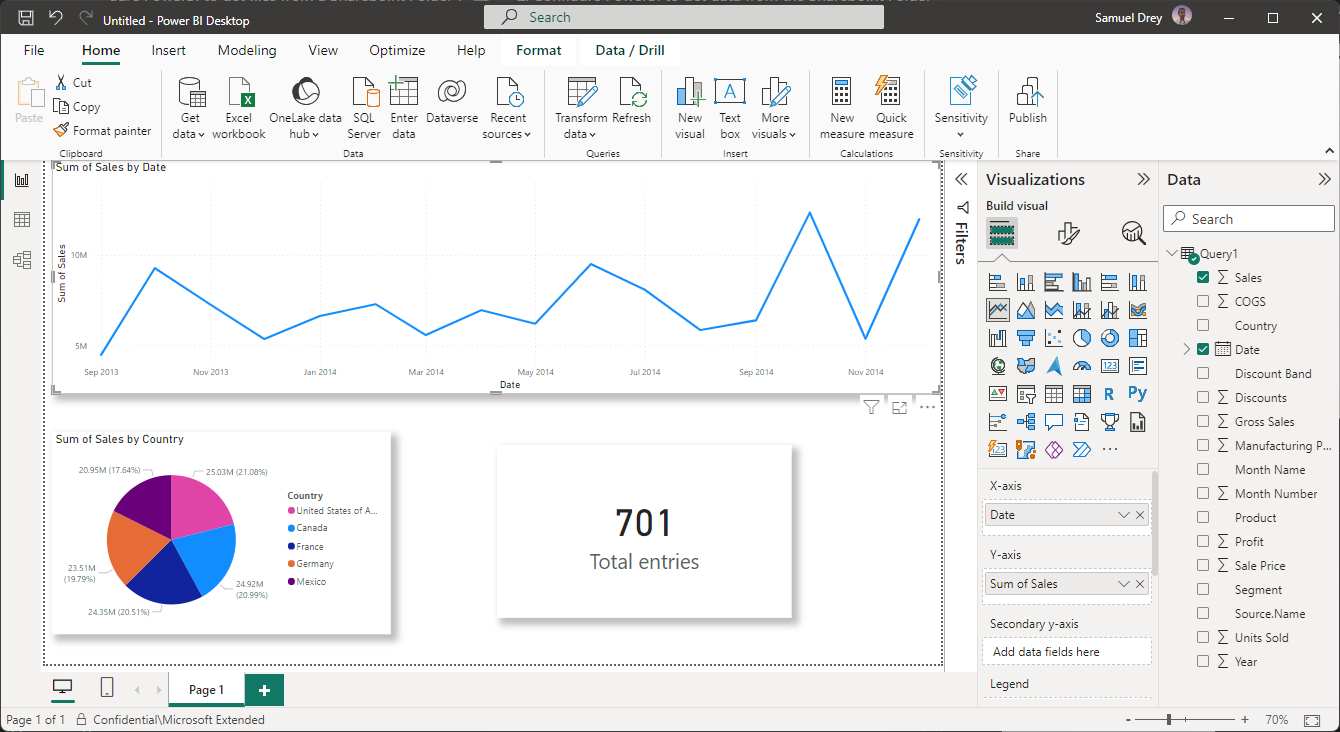 Untitled - Power BI Desktop
Search
Samuel Drey
File Home Insert Modeling View Optimize Help Format Data / Drill
Paste
Cut
Copy
Format painter
Clipboard
Get data
Excel workbook
OneLake data hub
SQL Server
Enter data
Dataverse
Recent sources
Data
Transform data
Refresh
Queries
New visual
Text box
More visuals
Insert
New measure
Quick measure
Calculations
Sensitivity
Sensitivity
Publish
Share
Sum of Sales by Date
Sum of Sales
10M
5M
Sep 2013 Nov 2013 Jan 2014 Mar 2014 May 2014 Jul 2014 Sep 2014 Nov 2014
Date
Sum of Sales by Country
20.95M (17.64%)
25.03M (21.08%)
23.51M
(19.79%)
24.92M
(20.99%)
24.35M (20.51%)
Country
United States of A...
Canada
France
Germany
Mexico
701
Total entries
Filters
Visualizations
Build visual
123
R
Py
123
X-axis
Date
Y-axis
Sum of Sales
Secondary y-axis
Add data fields here
Legend
Data
Search
Query1
Sales
COGS
Country
Date
Discount Band
Discounts
Gross Sales
Manufacturing P...
Month Name
Month Number
Product
Profit
Sale Price
Segment
Source.Name
Units Sold
Year
Page 1
Page 1 of 1
Confidential\Microsoft Extended
- + 70%